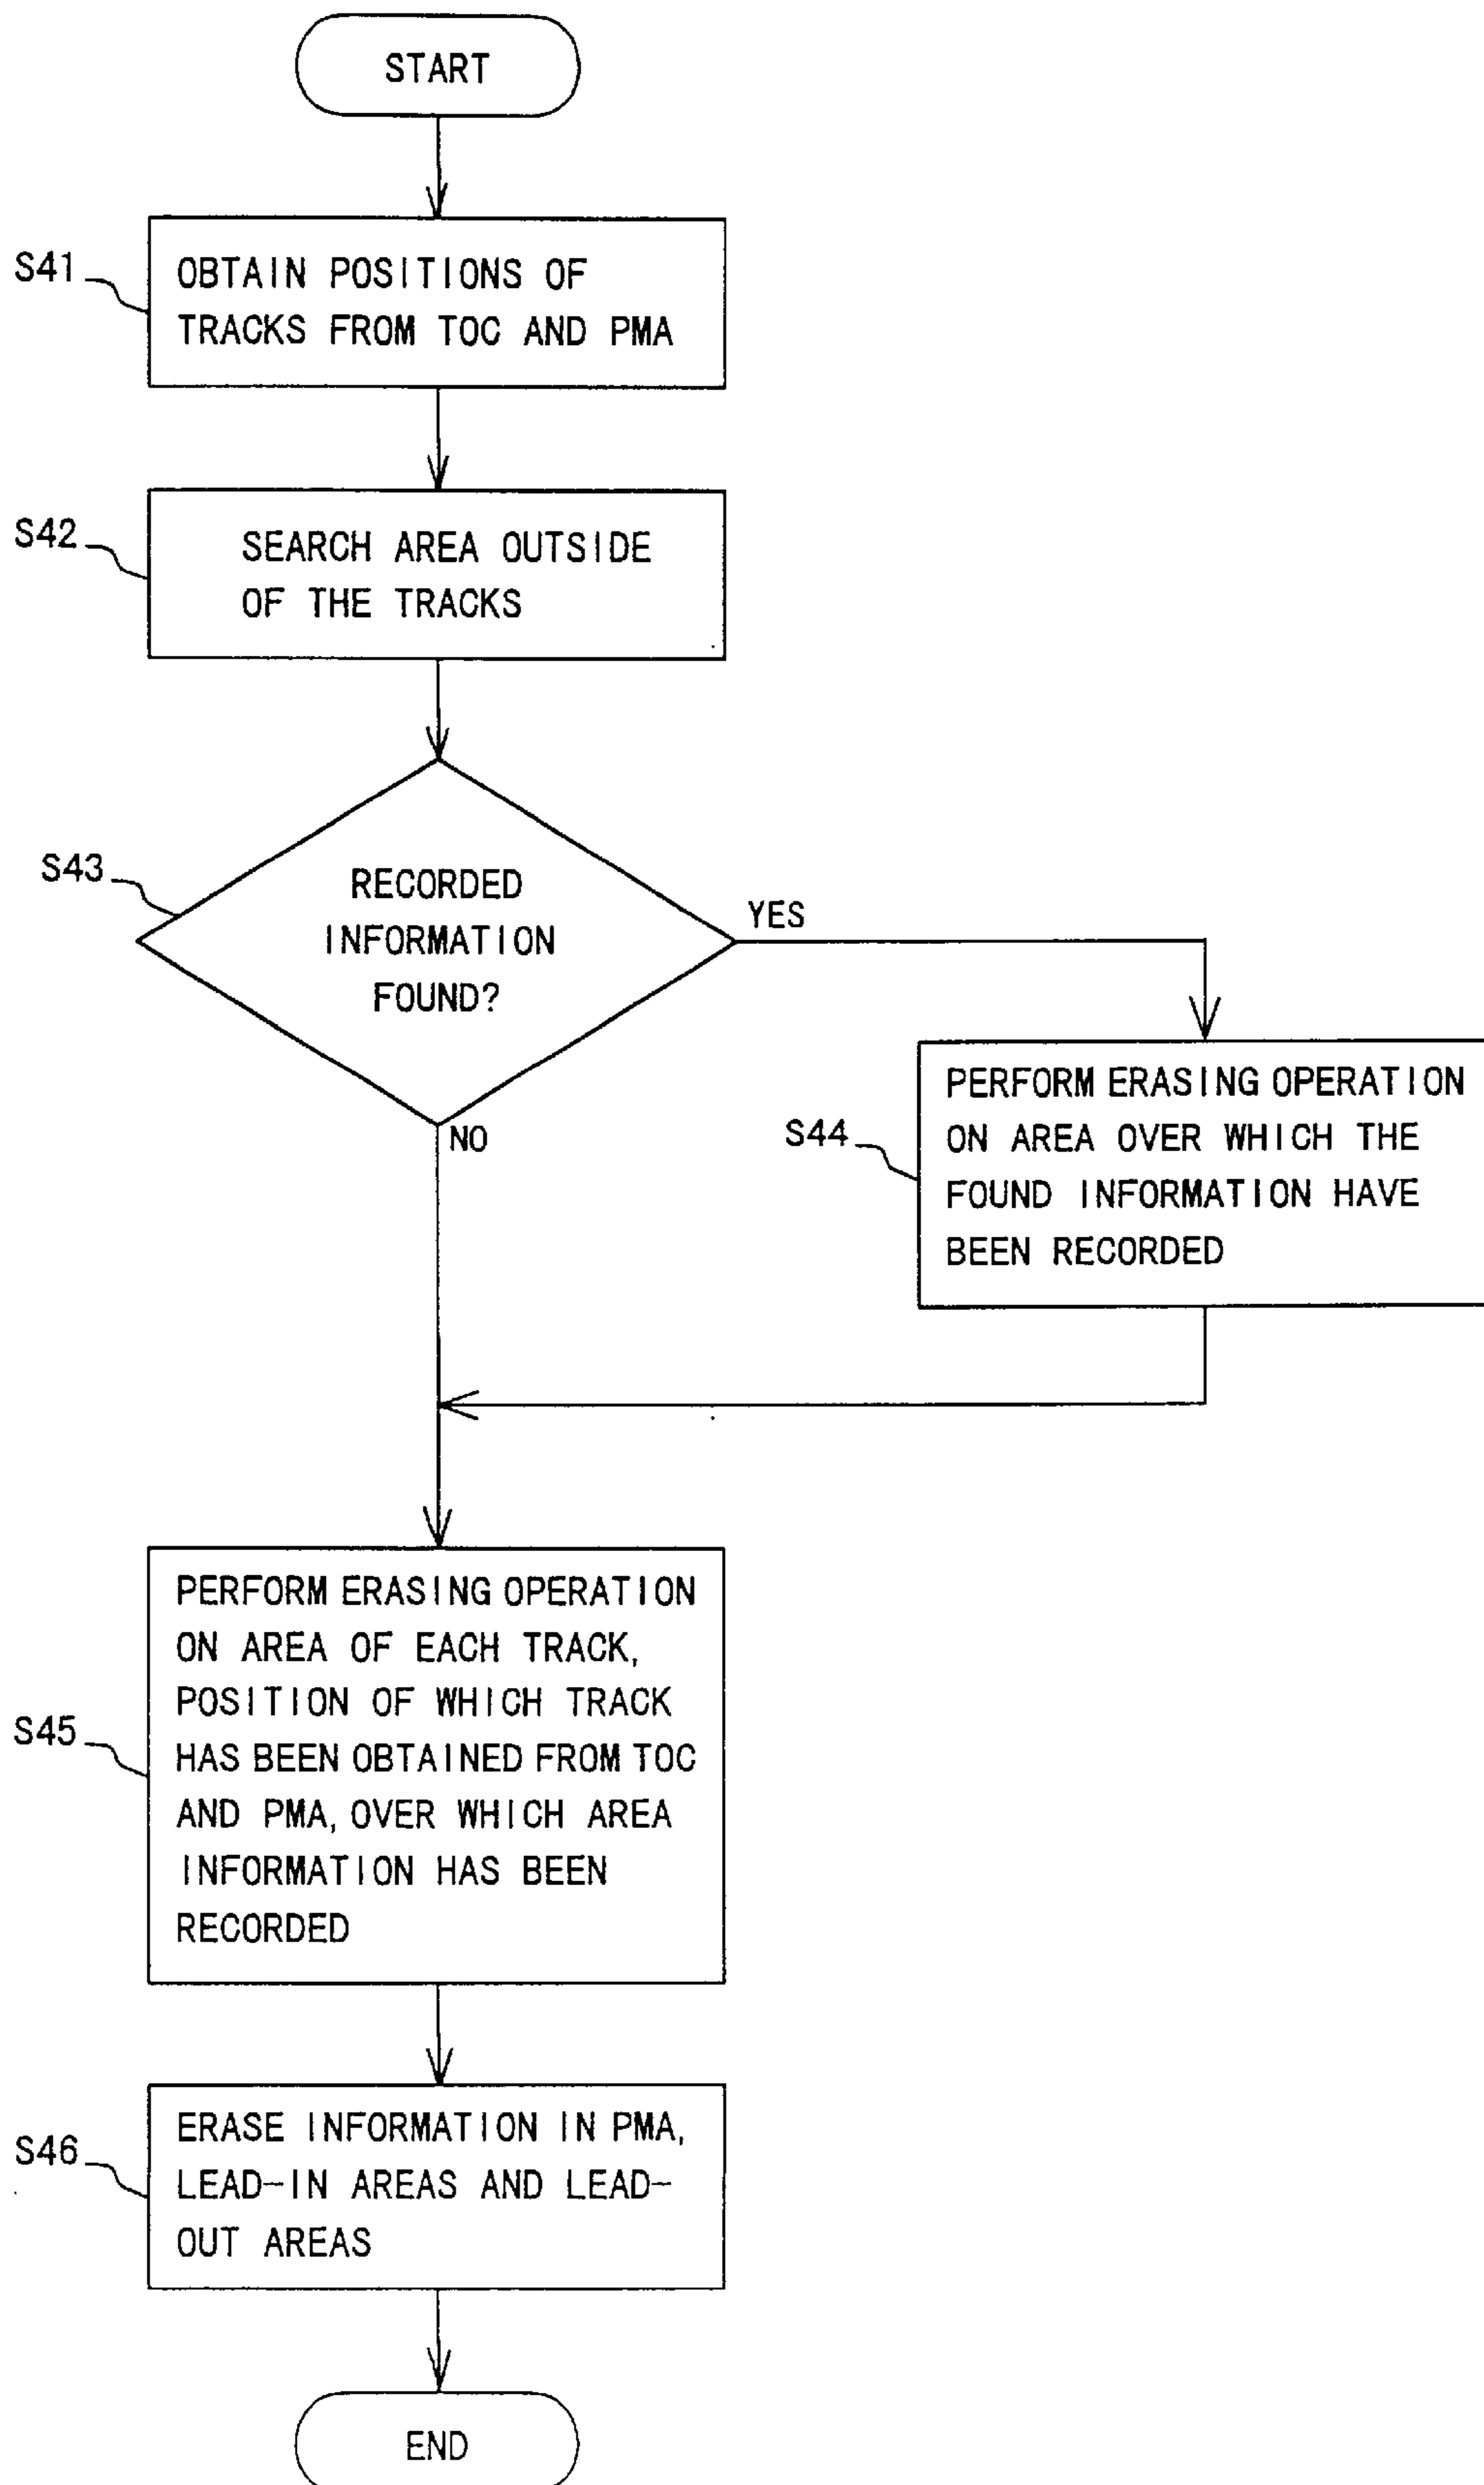 START
S41
OBTAIN POSITIONS OF
TRACKS FROM TOC AND PMA
S42
SEARCH AREA OUTSIDE
OF THE TRACKS
S43
RECORDED
INFORMATION
FOUND?
YES
NO
S44
PERFORM ERASING OPERATION
ON AREA OVER WHICH THE
FOUND INFORMATION HAVE
BEEN RECORDED
S45
PERFORM ERASING OPERATION
ON AREA OF EACH TRACK,
POSITION OF WHICH TRACK
HAS BEEN OBTAINED FROM TOC
AND PMA, OVER WHICH AREA
INFORMATION HAS BEEN
RECORDED
S46
ERASE INFORMATION IN PMA,
LEAD-IN AREAS AND LEAD-
OUT AREAS
END